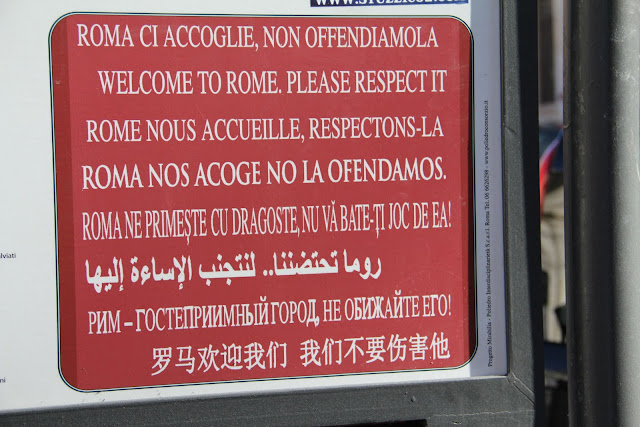 ROMA CI ACCOGLIE, NON OFFENDIAMOLA
WELCOME TO ROME. PLEASE RESPECT IT
ROME NOUS ACCUEILLE, RESPECTONS-LA
ROMA NOS ACOGE NO LA OFENDAMOS.
ROMA NE PRIMEȘTE CU DRAGOSTE, NU VĂ BATE-ȚI JOC DE EA!
روما تحتضننا.. لنتجنب الإساءة إليها
РИМ – ГОСТЕПРИИМНЫЙ ГОРОД, НЕ ОБИЖАЙТЕ ЕГО!
罗马欢迎我们 我们不要伤害他